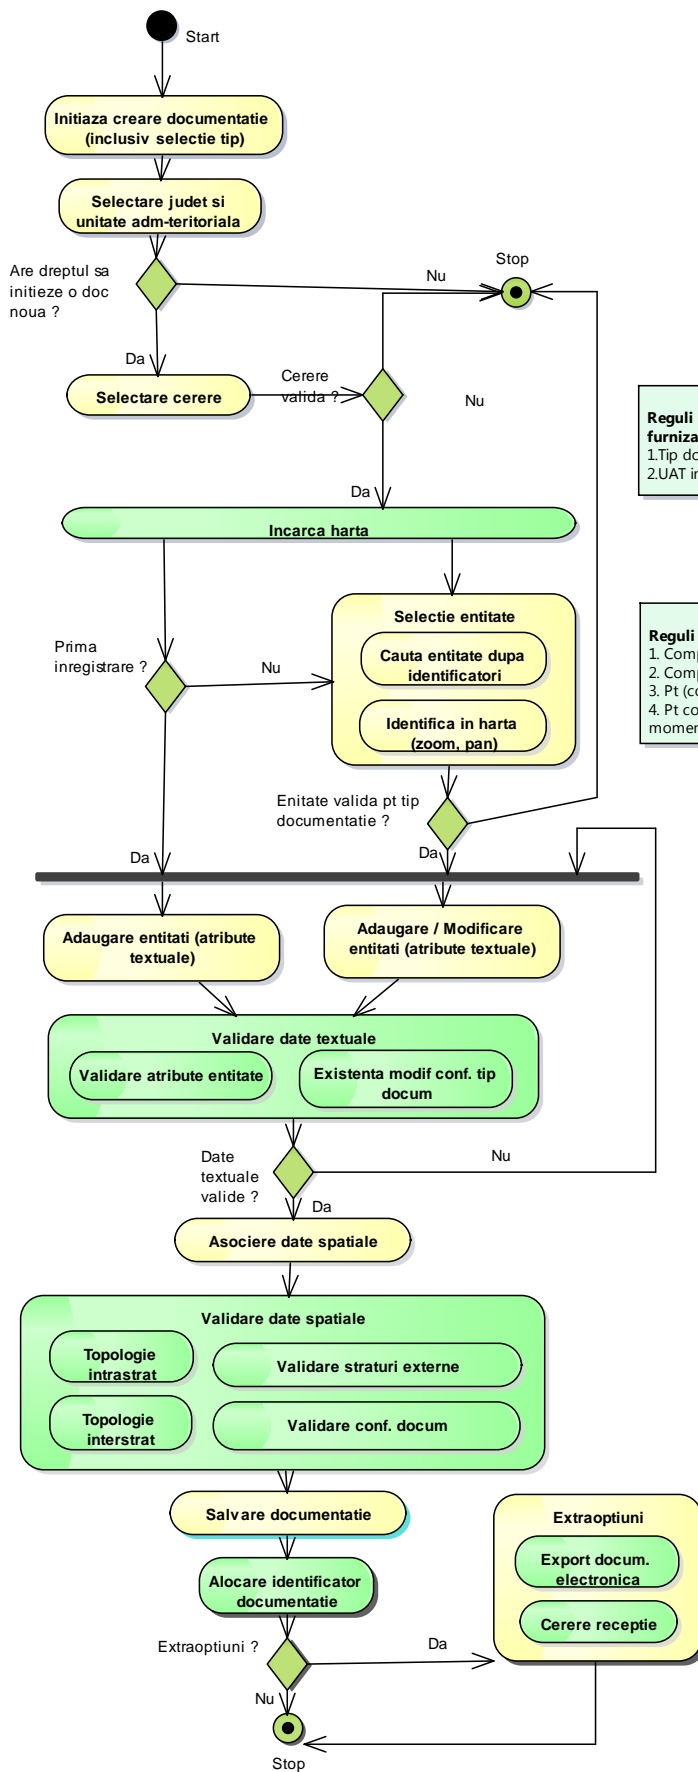 Start
Initiaza creare documentatie
(inclusiv selectie tip)
Selectare judet si
unitate adm-teritoriala
Are dreptul sa
initieze o doc
noua ?
Stop
Nu
Da
Selectare cerere
Cerere
valida ?
Nu
Reguli
furniza
1.Tip do
2.UAT in
Da
Incarca harta
Prima
inregistrare ?
Nu
Selectie entitate
Cauta entitate dupa
identificatori
Identifica in harta
(zoom, pan)
Reguli
1. Comp
2. Comp
3. Pt (co
4. Pt co
momen
Enitate valida pt tip
documentatie ?
Da
Da
Adaugare entitati (atribute
textuale)
Adaugare / Modificare
entitati (atribute textuale)
Validare date textuale
Validare atribute entitate
Existenta modif conf. tip
docum
Date
textuale
valide ?
Nu
Da
Asociere date spatiale
Validare date spatiale
Topologie
intrastrat
Validare straturi externe
Topologie
interstrat
Validare conf. docum
Salvare documentatie
Alocare identificator
documentatie
Extraoptiuni
Export docum.
electronica
Cerere receptie
Extraoptiuni ?
Da
Nu
Stop